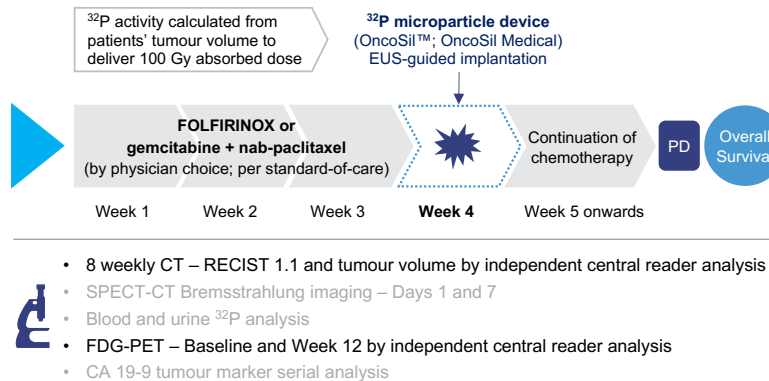 ³²P activity calculated from
patients' tumour volume to
deliver 100 Gy absorbed dose
³²P microparticle device
(OncoSil™; OncoSil Medical)
EUS-guided implantation
FOLFIRINOX or
gemcitabine + nab-paclitaxel
(by physician choice; per standard-of-care)
Continuation of
chemotherapy
PD
Overall
Survival
Week 1
Week 2
Week 3
Week 4
Week 5 onwards
• 8 weekly CT – RECIST 1.1 and tumour volume by independent central reader analysis
• SPECT-CT Bremsstrahlung imaging – Days 1 and 7
• Blood and urine ³²P analysis
• FDG-PET – Baseline and Week 12 by independent central reader analysis
• CA 19-9 tumour marker serial analysis